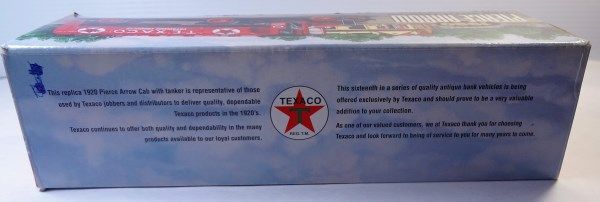 TEXACO
PIERCE ARROW
This replica 1929 Pierce Arrow Cab with tanker is representative of those
used by Texaco jobbers and distributors to deliver quality, dependable
Texaco products in the 1920's.
Texaco continues to offer both quality and dependability in the many
products available to our loyal customers.
TEXACO
T
REG. T.M.
This sixteenth in a series of quality antique bank vehicles is being
offered exclusively by Texaco and should prove to be a very valuable
addition to your collection.
As one of our valued customers, we at Texaco thank you for choosing
Texaco and look forward to being of service to you for many years to come.